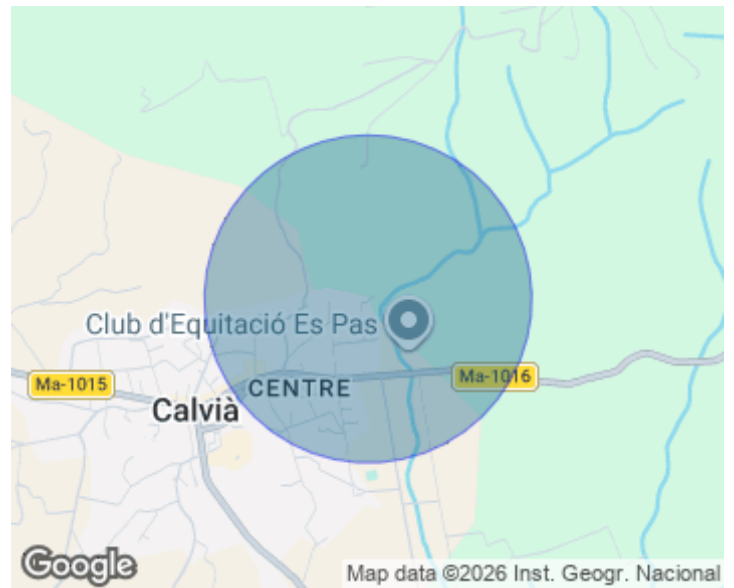 Club d'Equitació Es Pas
Ma-1015
CENTRE
Ma-1016
Calvià
Google
Map data ©2026 Inst. Geogr. Nacional